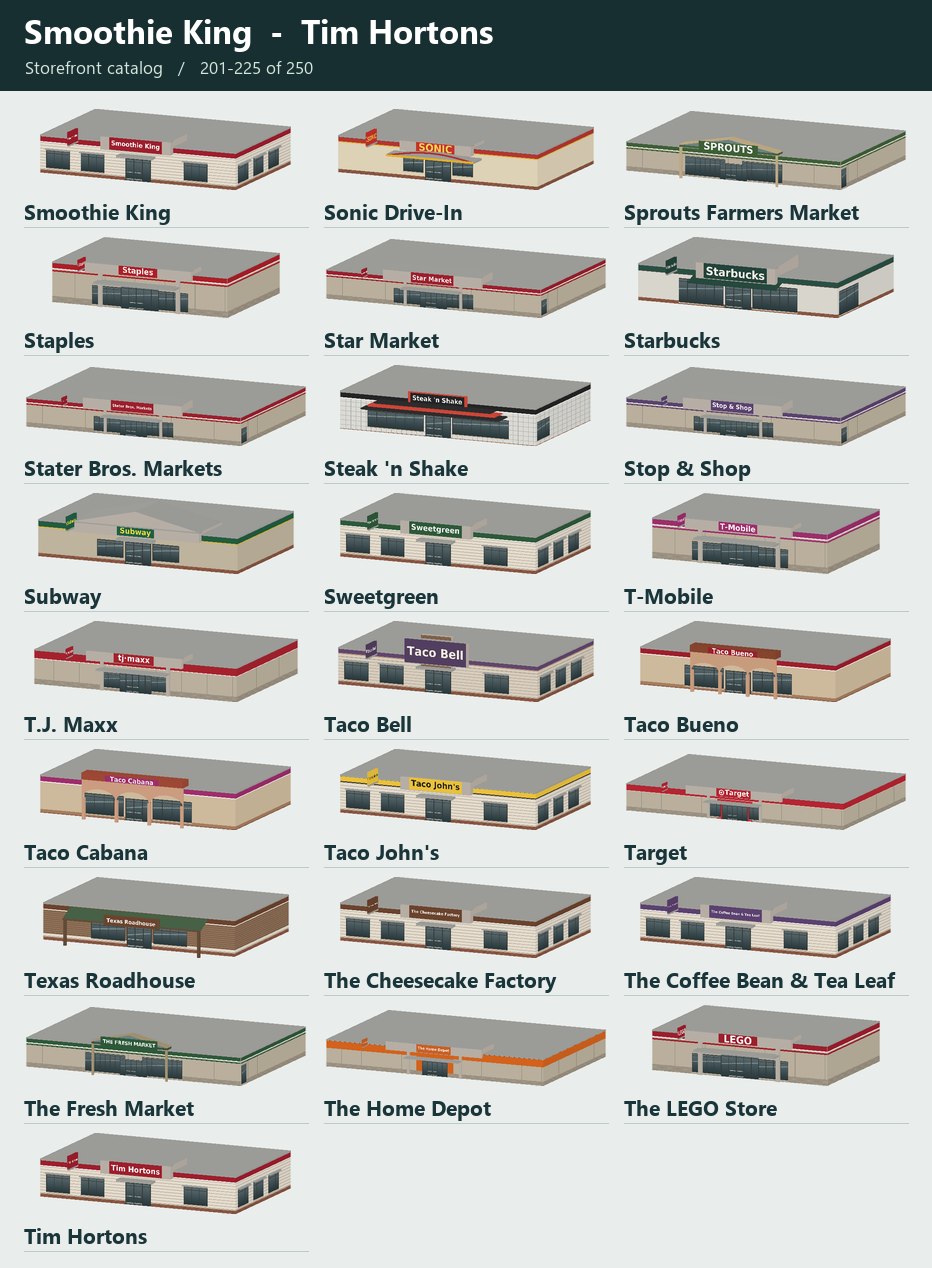 Smoothie King - Tim Hortons
Storefront catalog / 201-225 of 250
Smoothie King
SONIC
SPROUTS
Smoothie King
Sonic Drive-In
Sprouts Farmers Market
Staples
Star Market
Starbucks
Staples
Star Market
Starbucks
Stater Bros. Markets
Steak 'n Shake
Stop & Shop
Stater Bros. Markets
Steak 'n Shake
Stop & Shop
Subway
Sweetgreen
T-Mobile
Subway
Sweetgreen
T-Mobile
tj·maxx
Taco Bell
Taco Bueno
T.J. Maxx
Taco Bell
Taco Bueno
Taco Cabana
Taco John's
Target
Taco Cabana
Taco John's
Target
Texas Roadhouse
The Cheesecake Factory
The Coffee Bean & Tea Leaf
Texas Roadhouse
The Cheesecake Factory
The Coffee Bean & Tea Leaf
THE FRESH MARKET
The Home Depot
LEGO
The Fresh Market
The Home Depot
The LEGO Store
Tim Hortons
Tim Hortons